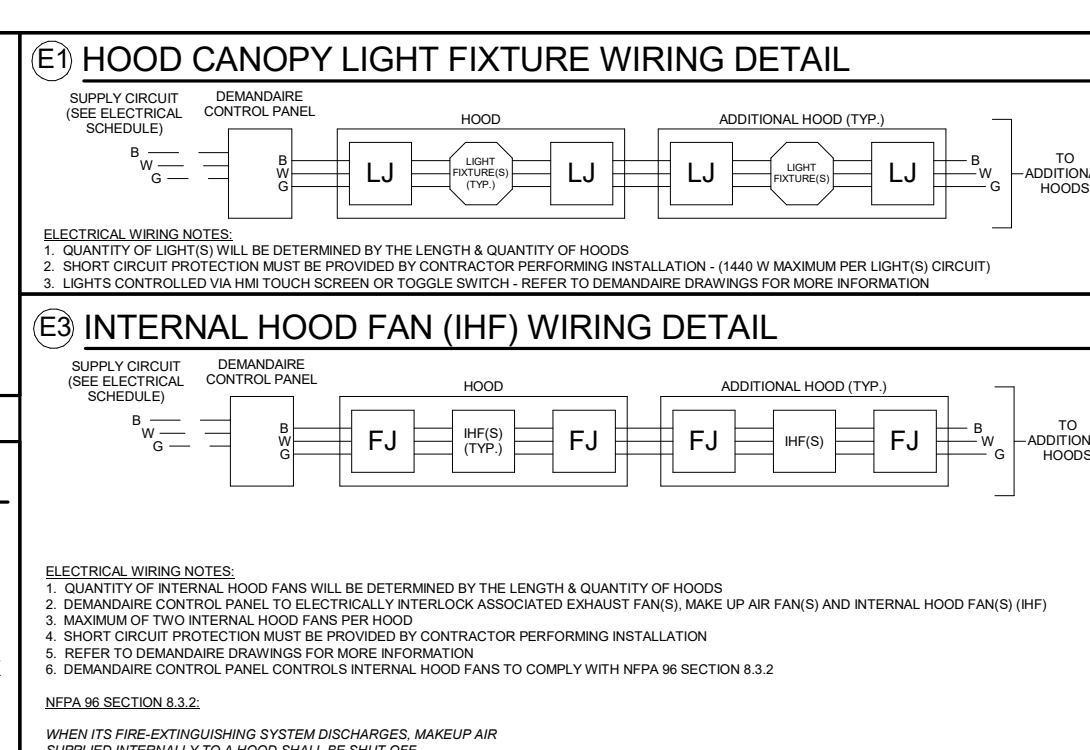 E1 HOOD CANOPY LIGHT FIXTURE WIRING DETAIL
SUPPLY CIRCUIT
(SEE ELECTRICAL
SCHEDULE)
DEMANDAIRE
CONTROL PANEL
HOOD
ADDITIONAL HOOD (TYP.)
B
W
G
B
W
G
LJ
LIGHT
FIXTURE(S)
(TYP.)
LJ
LJ
LIGHT
FIXTURE(S)
LJ
B
W
G
TO
HOODS
ELECTRICAL WIRING NOTES:
1. QUANTITY OF LIGHT(S) WILL BE DETERMINED BY THE LENGTH & QUANTITY OF HOODS
2. SHORT CIRCUIT PROTECTION MUST BE PROVIDED BY CONTRACTOR PERFORMING INSTALLATION - (1440 W MAXIMUM PER LIGHT(S) CIRCUIT)
3. LIGHTS CONTROLLED VIA HMI TOUCH SCREEN OR TOGGLE SWITCH - REFER TO DEMANDAIRE DRAWINGS FOR MORE INFORMATION
E3 INTERNAL HOOD FAN (IHF) WIRING DETAIL
SUPPLY CIRCUIT
(SEE ELECTRICAL
SCHEDULE)
DEMANDAIRE
CONTROL PANEL
HOOD
ADDITIONAL HOOD (TYP.)
B
W
G
B
W
G
FJ
IHF(S)
(TYP.)
FJ
FJ
IHF(S)
FJ
B
W
G
TO
HOODS
ELECTRICAL WIRING NOTES:
1. QUANTITY OF INTERNAL HOOD FANS WILL BE DETERMINED BY THE LENGTH & QUANTITY OF HOODS
2. DEMANDAIRE CONTROL PANEL TO ELECTRICALLY INTERLOCK ASSOCIATED EXHAUST FAN(S), MAKE UP AIR FAN(S) AND INTERNAL HOOD FAN(S) (IHF)
3. MAXIMUM OF TWO INTERNAL HOOD FANS PER HOOD
4. SHORT CIRCUIT PROTECTION MUST BE PROVIDED BY CONTRACTOR PERFORMING INSTALLATION
5. REFER TO DEMANDAIRE DRAWINGS FOR MORE INFORMATION
6. DEMANDAIRE CONTROL PANEL CONTROLS INTERNAL HOOD FANS TO COMPLY WITH NFPA 96 SECTION 8.3.2
NFPA 96 SECTION 8.3.2:
WHEN ITS FIRE-EXTINGUISHING SYSTEM DISCHARGES, MAKEUP AIR
SUPPLIED INTERNALLY TO A HOOD SHALL BE SHUT OFF